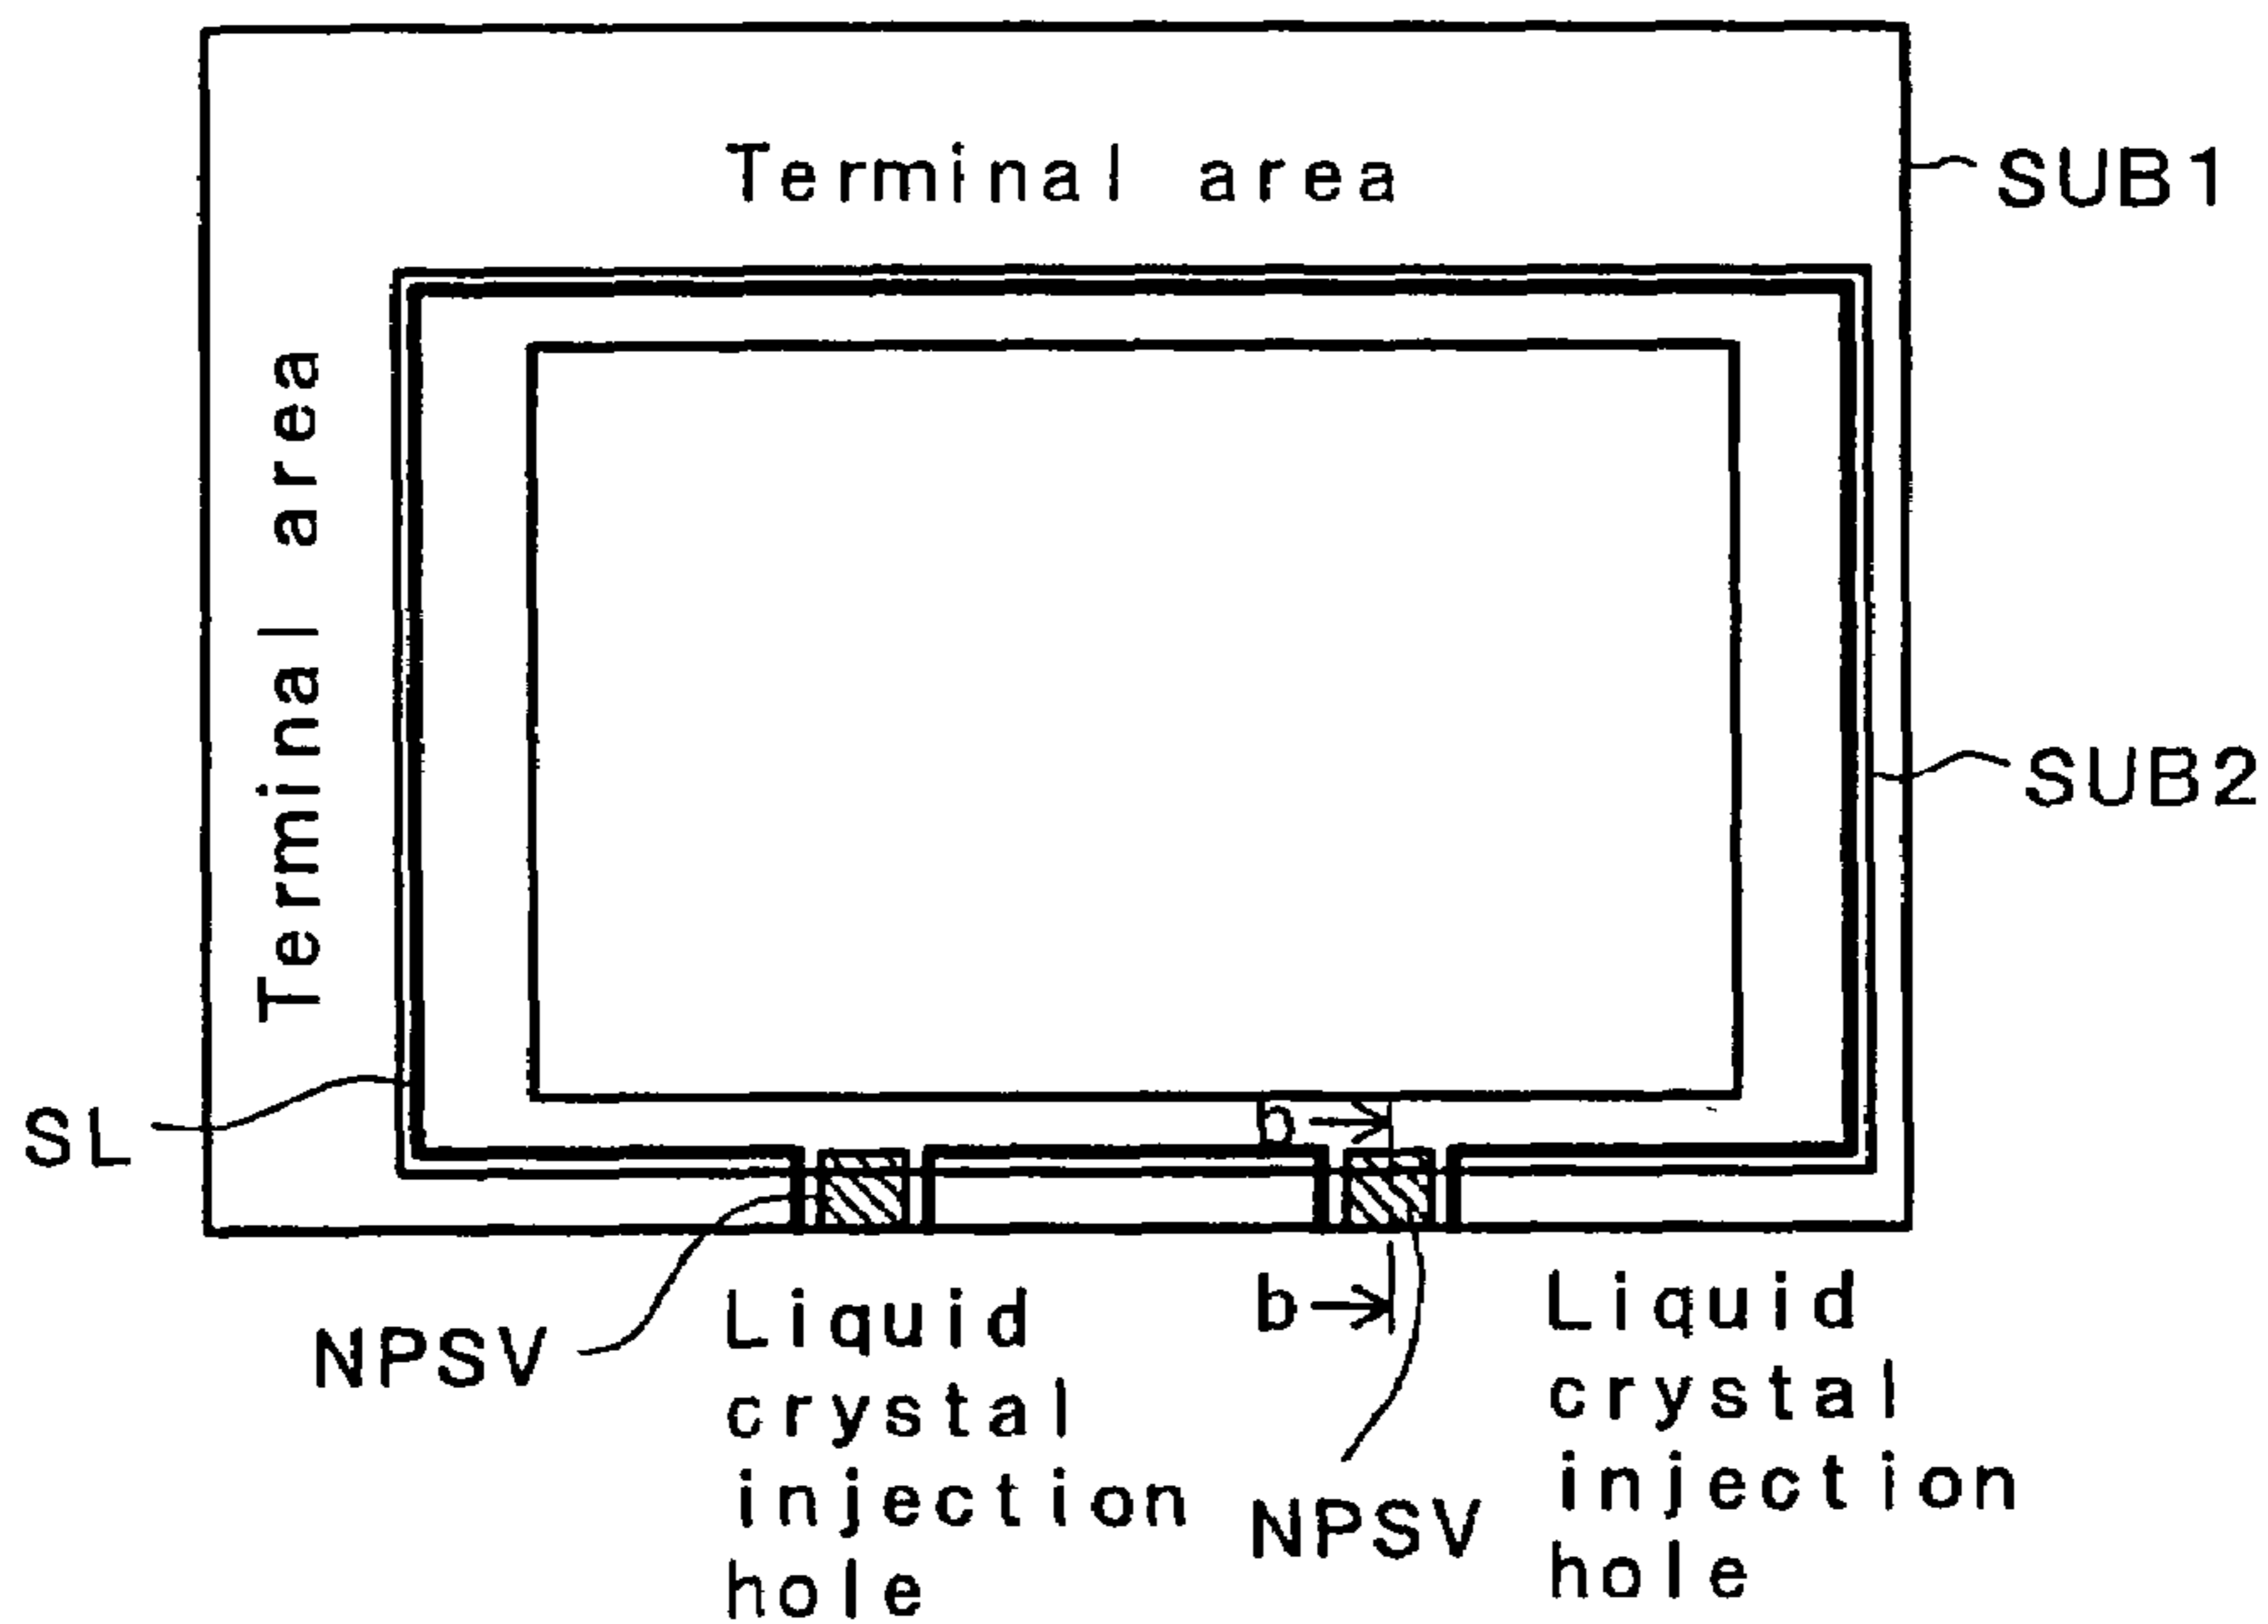 Terminal area
SUB1
Terminal area
SUB2
SL
b
b
NPSV
Liquid
crystal
injection
hole
NPSV
Liquid
crystal
injection
hole